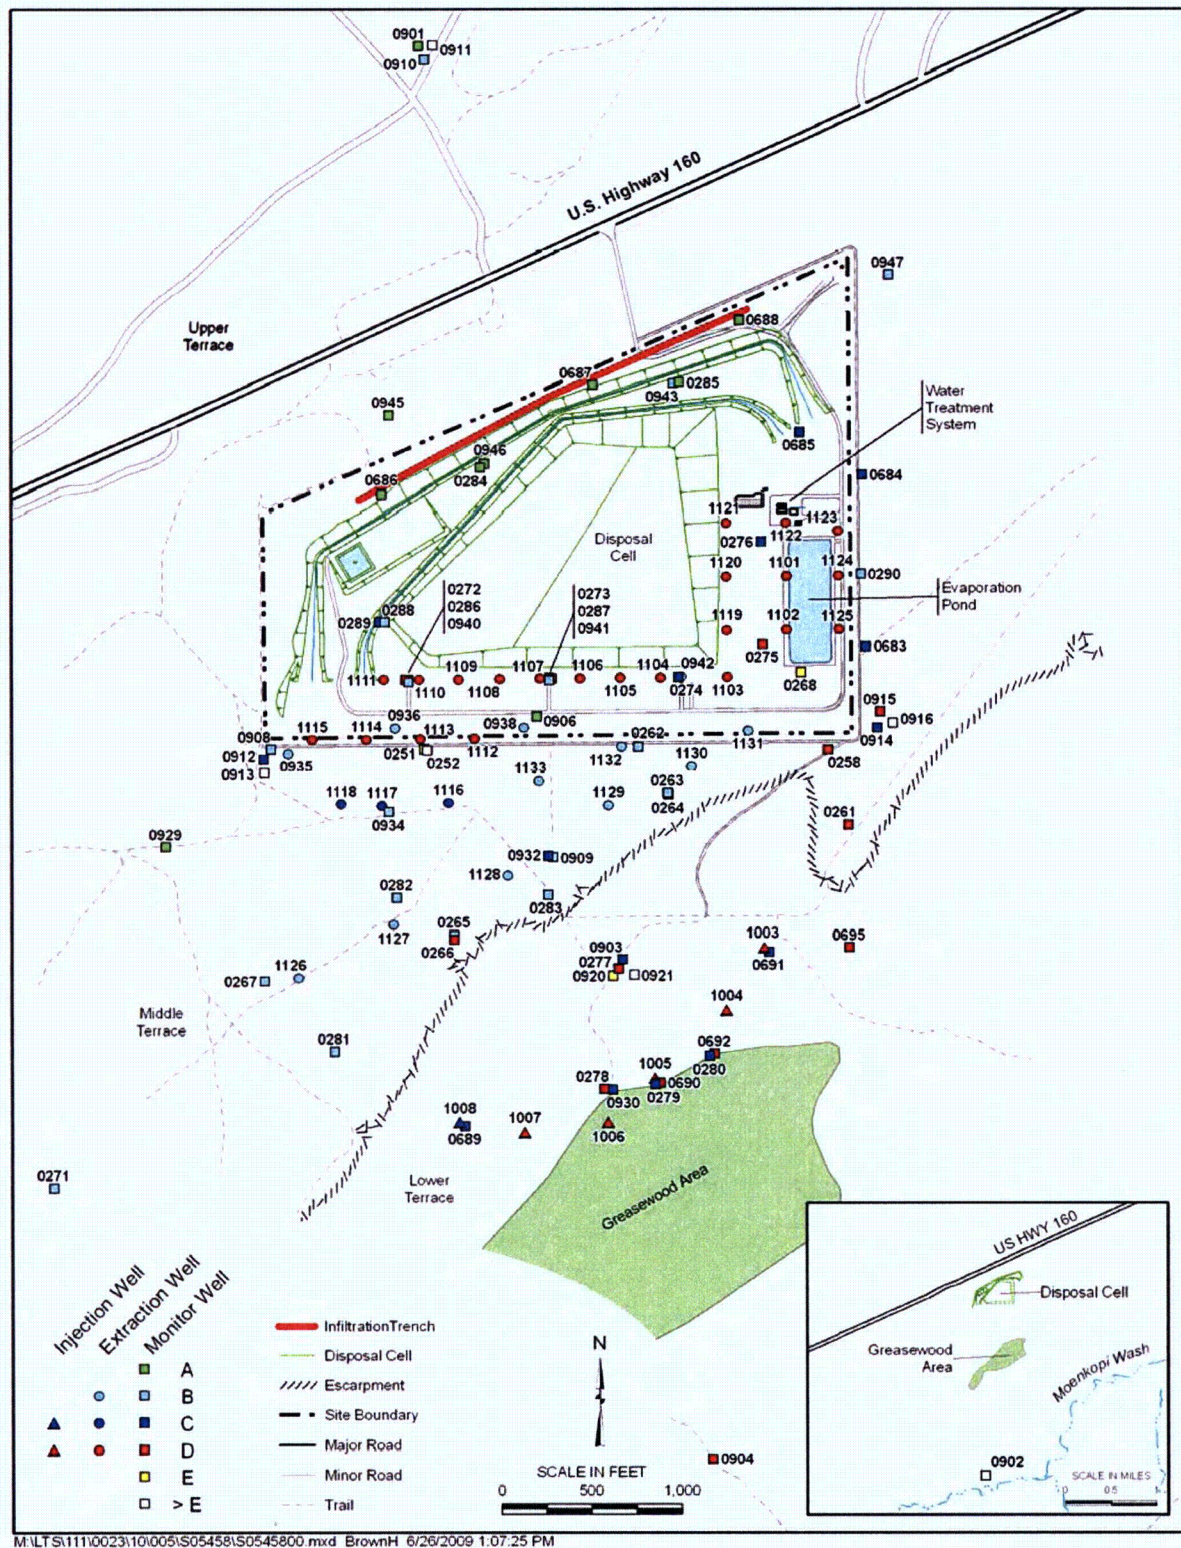 0901
0911
0910
U.S. Highway 160
0947
Upper
Terrace
0688
0687
0285
0943
0945
Water
Treatment
System
0685
0946
0284
0686
0684
1121
1123
1122
Disposal
Cell
0276
1120
1101
1124
0290
Evaporation
Pond
0272
0286
0940
0273
0287
0941
0288
0289
1119
1102
1125
0683
0275
1109
1107
1106
1104
0942
0268
1111
1110
1108
1105
0274
1103
0915
0916
0914
0936
0938
0906
0908
1115
1114
1113
0262
1131
0912
0935
0251
0252
1112
1132
1130
0258
0913
1133
0263
0264
1118
1117
1116
1129
0934
0261
0929
0932
0909
1128
0282
0283
1127
0265
0266
0903
0277
0920
0921
1003
0691
0695
0267
1126
1004
Middle
Terrace
0281
0692
0280
1005
0278
0690
0279
0930
1008
0689
1007
1006
0271
Lower
Terrace
Greasewood Area
US HWY 160
Disposal Cell
Greasewood
Area
Moenkopi Wash
0902
SCALE IN MILES
0 0.5 1
Injection Well
Extraction Well
Monitor Well
A
B
C
D
E
> E
InfiltrationTrench
Disposal Cell
Escarpment
Site Boundary
Major Road
Minor Road
Trail
N
SCALE IN FEET
0 500 1,000
0904
M:\LTS\111\0023\10\005\S05458\S0545800.mxd BrownH 6/26/2009 1:07:25 PM